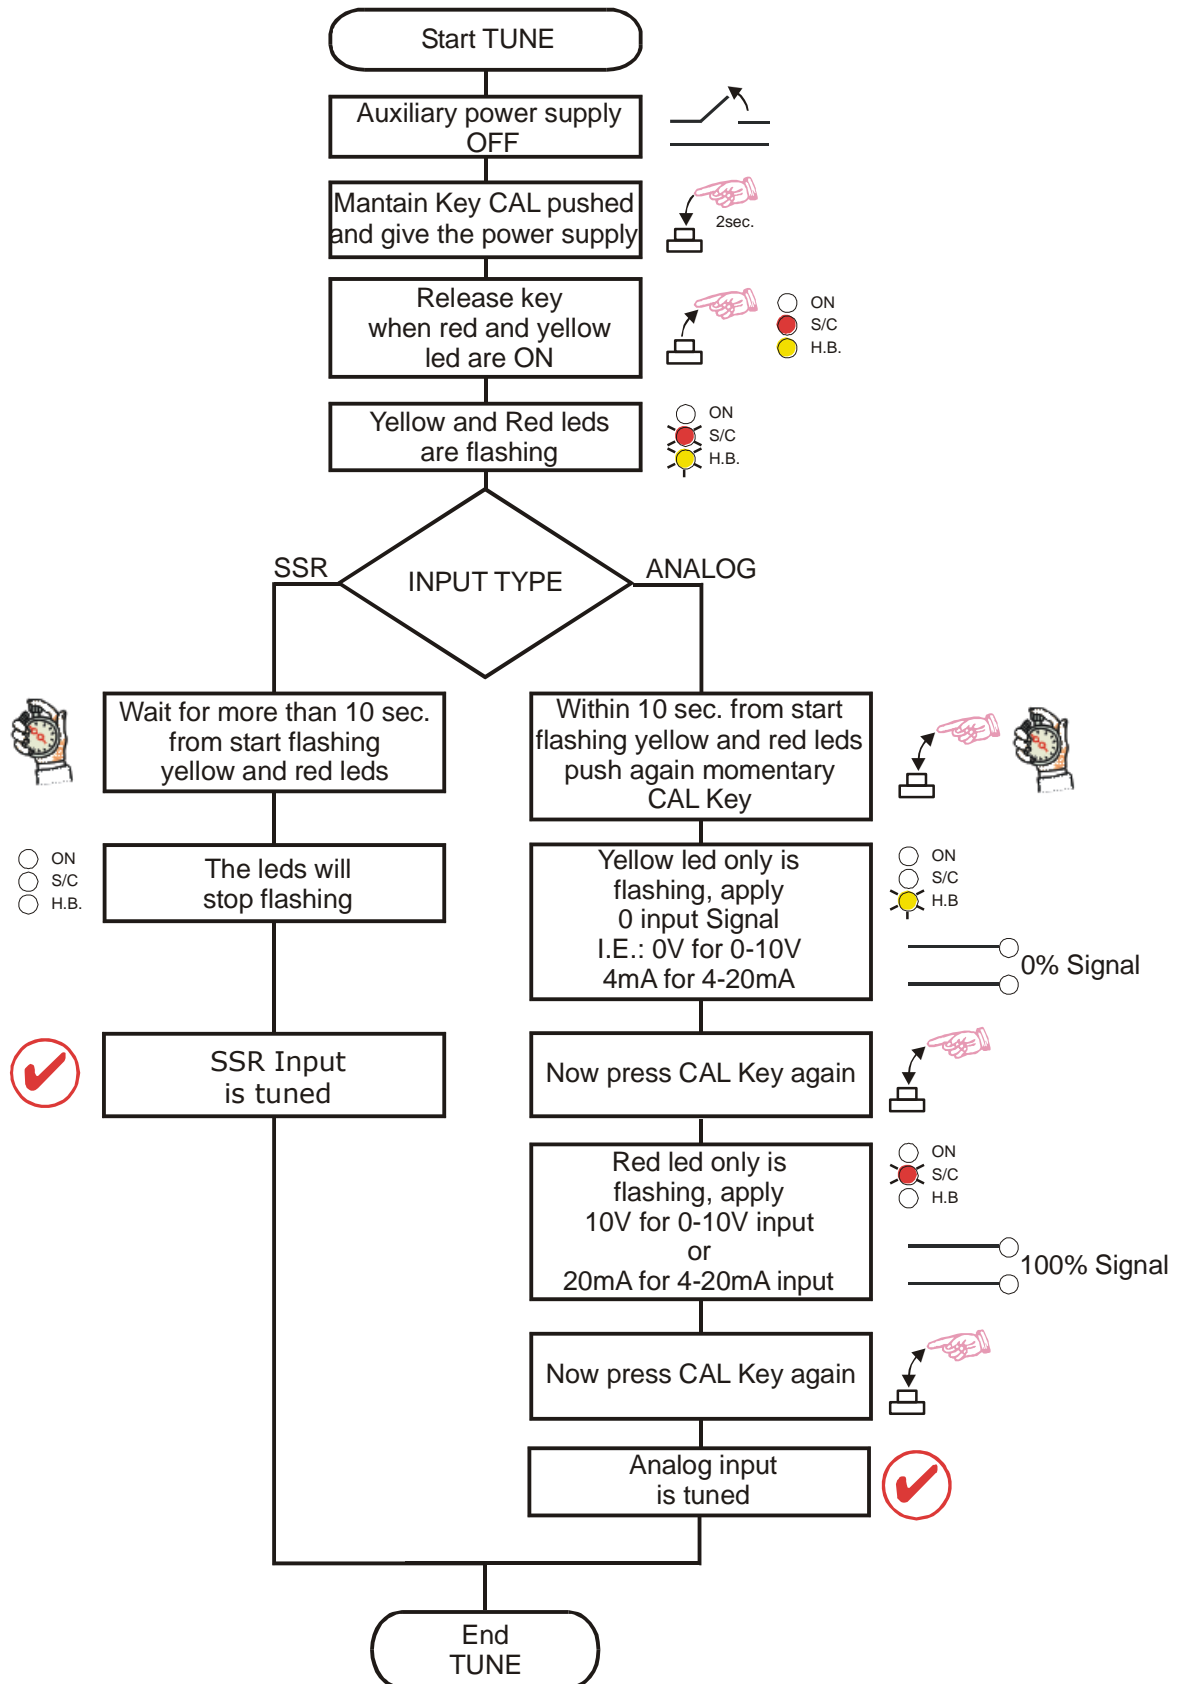 Start TUNE
Auxiliary power supply
OFF
Mantain Key CAL pushed
and give the power supply
2sec.
Release key
when red and yellow
led are ON
ON
S/C
H.B.
Yellow and Red leds
are flashing
ON
S/C
H.B.
SSR
INPUT TYPE
ANALOG
Wait for more than 10 sec.
from start flashing
yellow and red leds
Within 10 sec. from start
flashing yellow and red leds
push again momentary
CAL Key
ON
S/C
H.B.
The leds will
stop flashing
Yellow led only is
flashing, apply
0 input Signal
I.E.: 0V for 0-10V
4mA for 4-20mA
ON
S/C
H.B
0% Signal
SSR Input
is tuned
Now press CAL Key again
Red led only is
flashing, apply
10V for 0-10V input
or
20mA for 4-20mA input
ON
S/C
H.B
100% Signal
Now press CAL Key again
Analog input
is tuned
End
TUNE